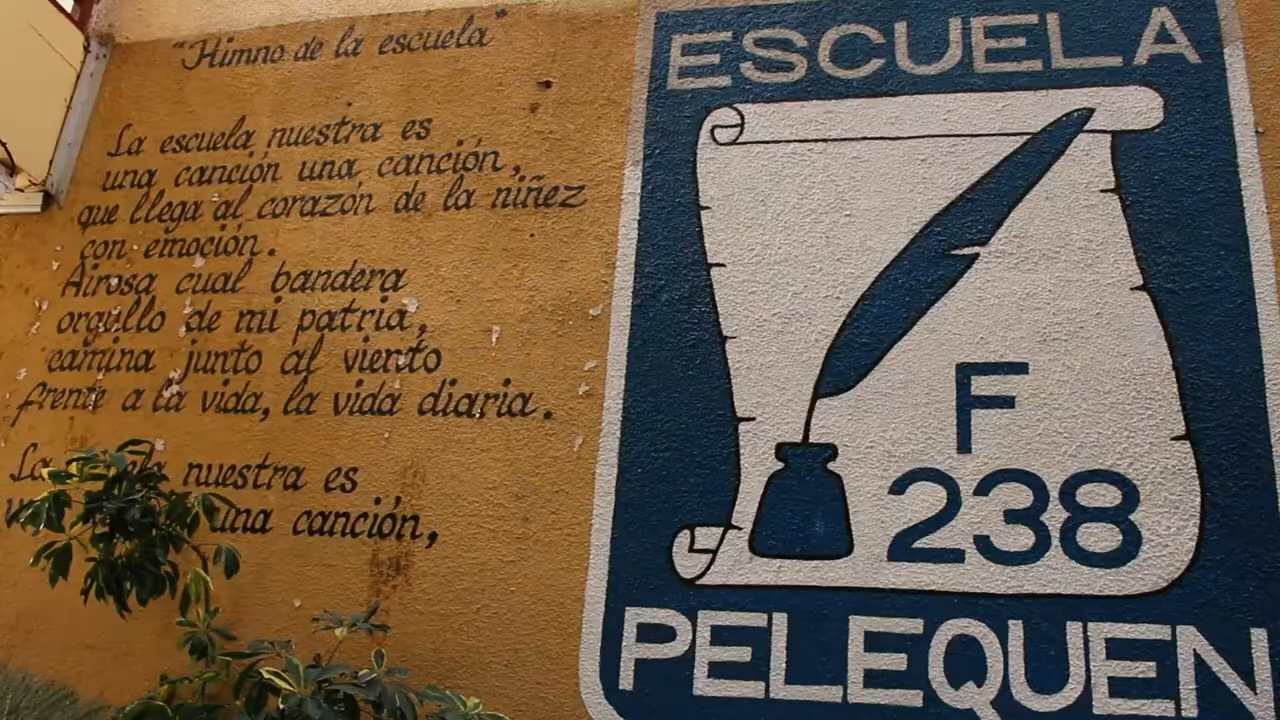 "Himno de la escuela"
La escuela nuestra es
una canción una canción,
que llega al corazón de la niñez
con emoción.
Airosa cual bandera
orgullo de mi patria,
camina junto al viento
frente a la vida, la vida diaria.
La nuestra es
una canción,
ESCUELA
F
238
PELEQUEN